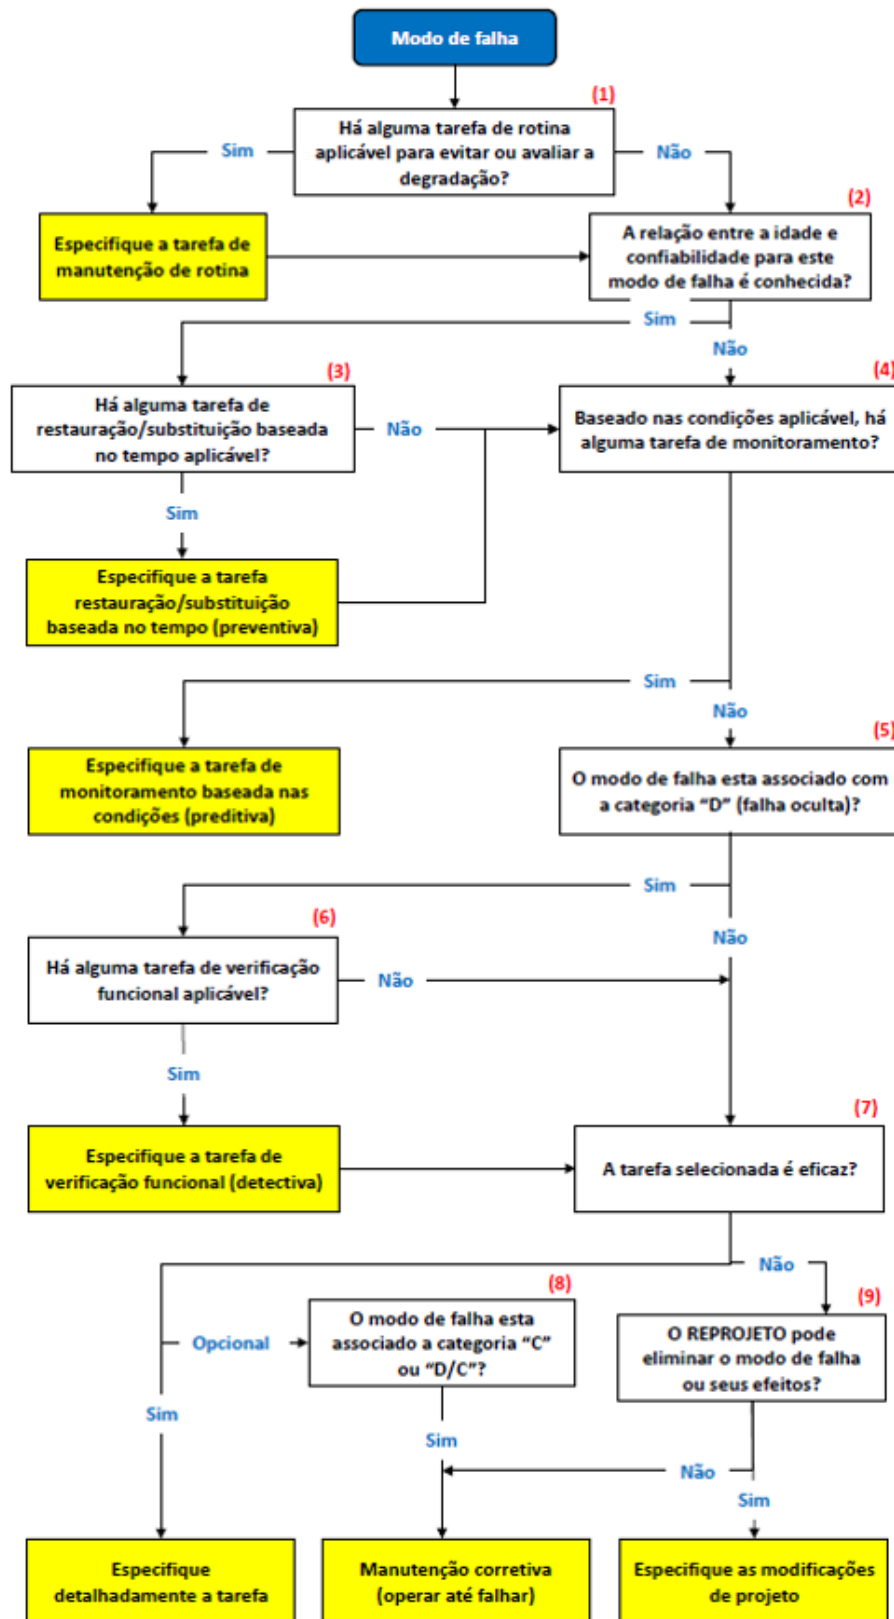 Modo de falha
(1)
Há alguma tarefa de rotina
aplicável para evitar ou avaliar a
degradação?
Sim
Não
(2)
Especifique a tarefa de
manutenção de rotina
A relação entre a idade e
confiabilidade para este
modo de falha é conhecida?
Sim
Não
(3)
(4)
Há alguma tarefa de
restauração/substituição baseada
no tempo aplicável?
Não
Baseado nas condições aplicável, há
alguma tarefa de monitoramento?
Sim
Especifique a tarefa
restauração/substituição
baseada no tempo (preventiva)
Sim
Não
(5)
Especifique a tarefa de
monitoramento baseada nas
condições (preditiva)
O modo de falha esta associado com
a categoria “D” (falha oculta)?
Sim
(6)
Não
Há alguma tarefa de verificação
funcional aplicável?
Não
Sim
(7)
Especifique a tarefa de
verificação funcional (detectiva)
A tarefa selecionada é eficaz?
Não
(8)
(9)
Opcional
O modo de falha esta
associado a categoria “C”
ou “D/C”?
O REPROJETO pode
eliminar o modo de falha
ou seus efeitos?
Sim
Sim
Não
Sim
Especifique
detalhadamente a tarefa
Manutenção corretiva
(operar até falhar)
Especifique as modificações
de projeto